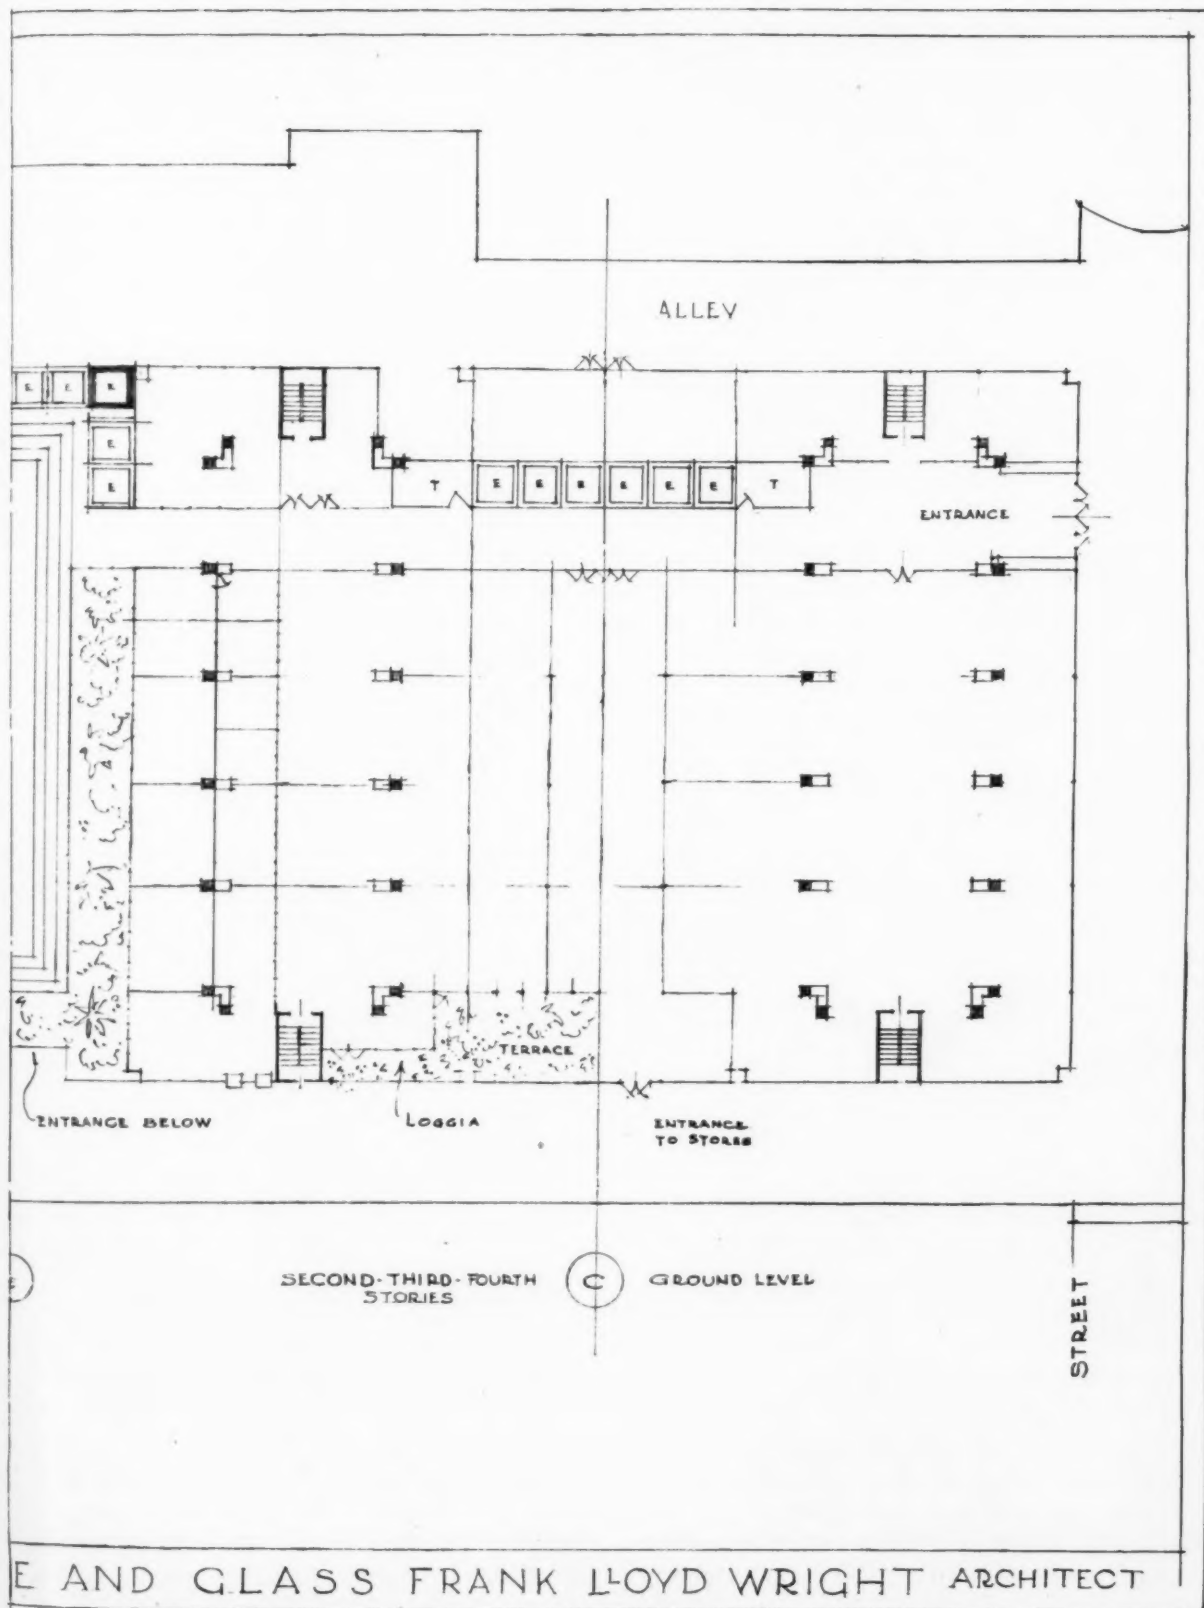 ALLEY
E E E
E
E
T E E E E E E T
ENTRANCE
TERRACE
ENTRANCE BELOW
LOGGIA
ENTRANCE
TO STORES
SECOND-THIRD-FOURTH
STORIES
C
GROUND LEVEL
STREET
E AND GLASS FRANK LLOYD WRIGHT ARCHITECT